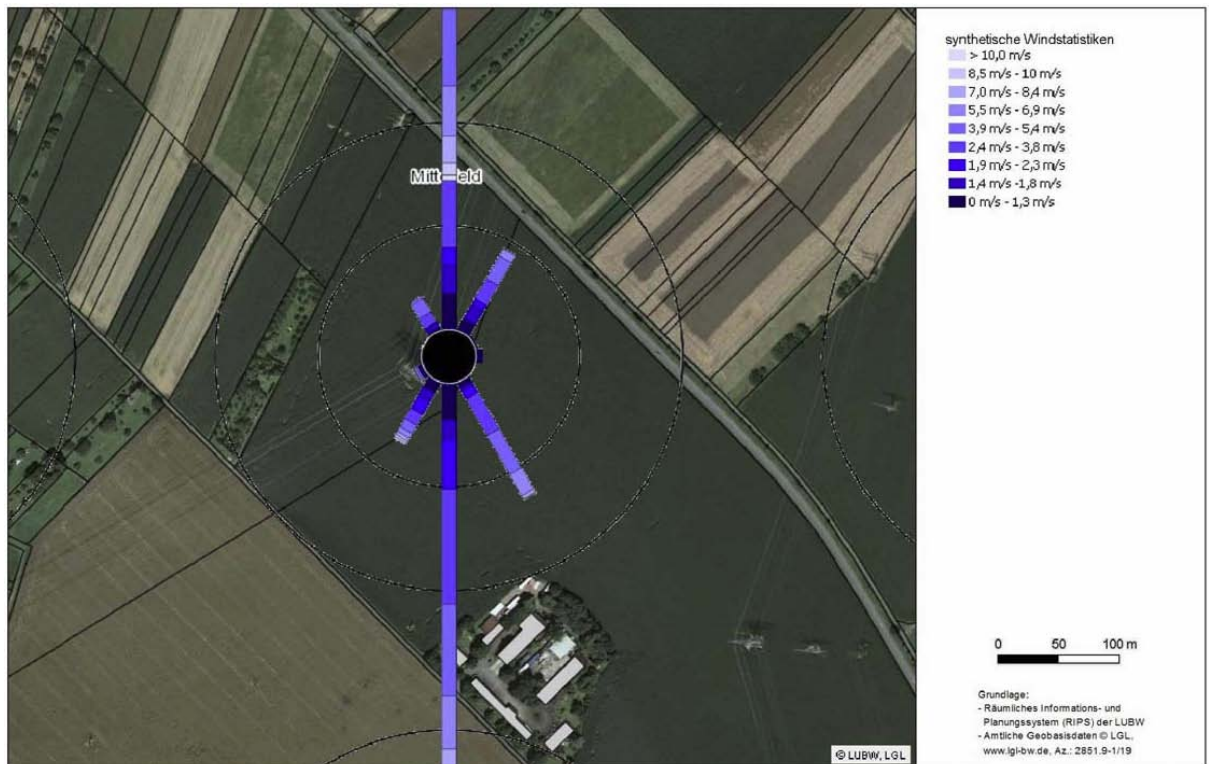 Mittelfeld
synthetische Windstatistiken
> 10,0 m/s
8,5 m/s - 10 m/s
7,0 m/s - 8,4 m/s
5,5 m/s - 6,9 m/s
3,9 m/s - 5,4 m/s
2,4 m/s - 3,8 m/s
1,9 m/s - 2,3 m/s
1,4 m/s -1,8 m/s
0 m/s - 1,3 m/s
0 50 100 m
Grundlage:
- Räumliches Informations- und
Planungssystem (RIPS) der LUBW
- Amtliche Geobasisdaten © LGL,
www.lgl-bw.de, Az.: 2851.9-1/19
© LUBW, LGL